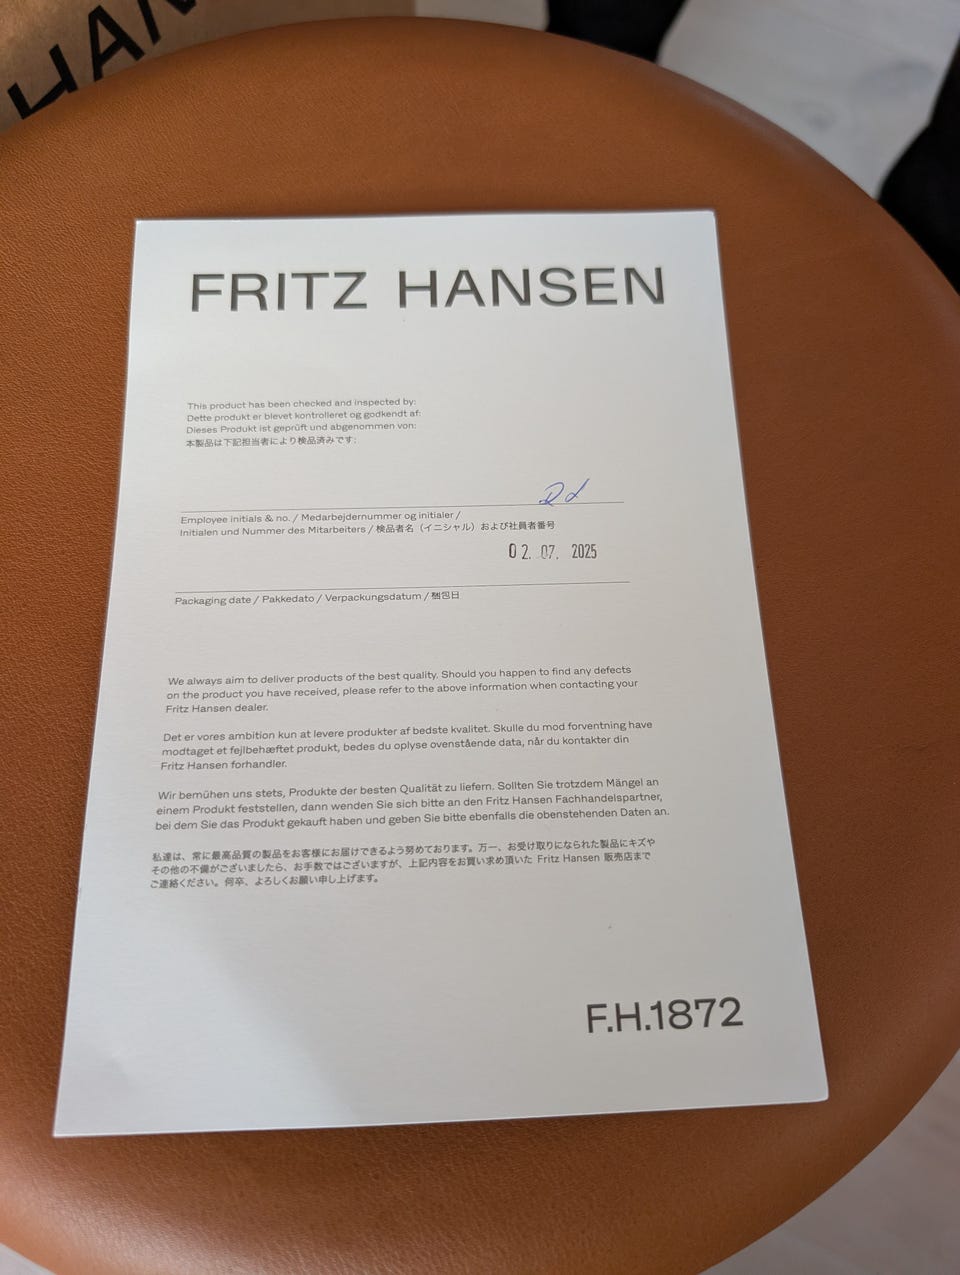 HAN
FRITZ HANSEN
This product has been checked and inspected by:
Dette produkt er blevet kontrolleret og godkendt af:
Dieses Produkt ist geprüft und abgenommen von:
本製品は下記担当者により検品済みです:
Employee initials & no. / Medarbejdernummer og initialer /
Initialen und Nummer des Mitarbeiters / 検品者名（イニシャル）および社員者番号
02. 07. 2025
Packaging date / Pakkedato / Verpackungsdatum / 梱包日
We always aim to deliver products of the best quality. Should you happen to find any defects
on the product you have received, please refer to the above information when contacting your
Fritz Hansen dealer.
Det er vores ambition kun at levere produkter af bedste kvalitet. Skulle du mod forventning have
modtaget et fejlbehæftet produkt, bedes du oplyse ovenstående data, når du kontakter din
Fritz Hansen forhandler.
Wir bemühen uns stets, Produkte der besten Qualität zu liefern. Sollten Sie trotzdem Mängel an
einem Produkt feststellen, dann wenden Sie sich bitte an den Fritz Hansen Fachhandelspartner,
bei dem Sie das Produkt gekauft haben und geben Sie bitte ebenfalls die obenstehenden Daten an.
私達は、常に最高品質の製品をお客様にお届けできるよう努めております。万一、お受け取りになられた製品にキズや
その他の不備がございましたら、お手数ではございますが、上記内容をお買い求め頂いた Fritz Hansen 販売店まで
ご連絡ください。何卒、よろしくお願い申し上げます。
F.H.1872